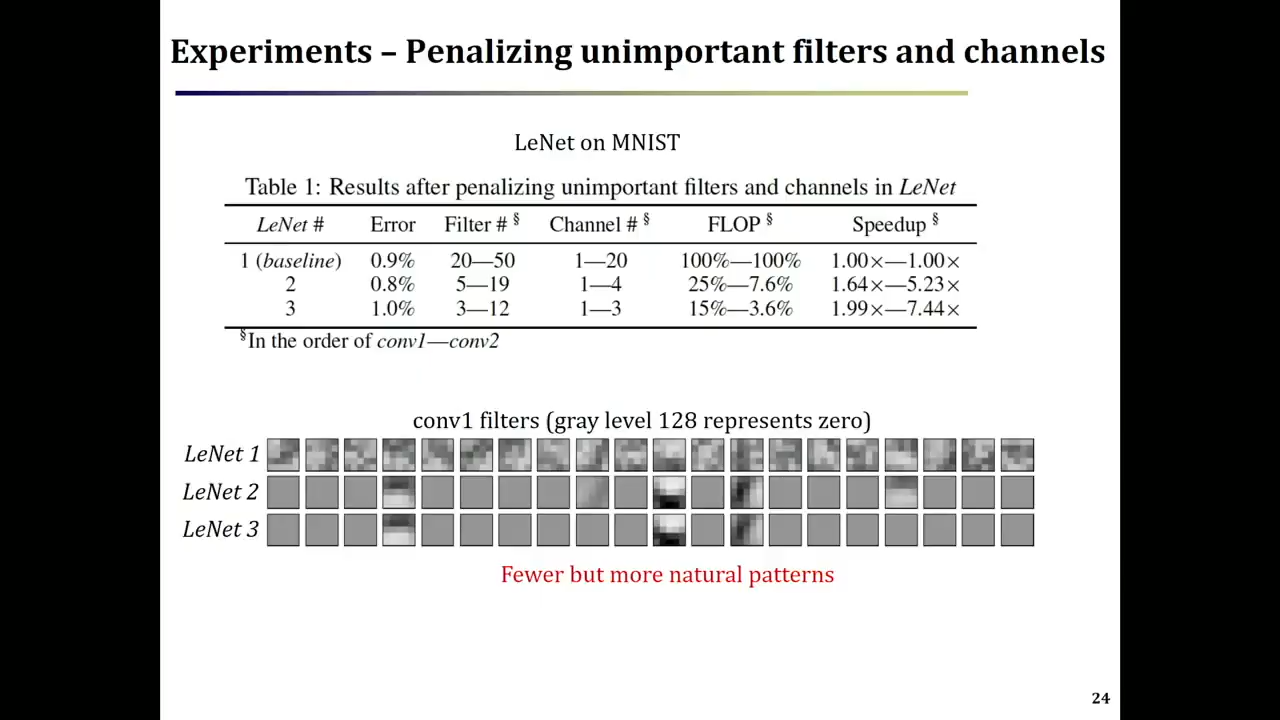 Experiments – Penalizing unimportant filters and channels
LeNet on MNIST
Table 1: Results after penalizing unimportant filters and channels in LeNet
LeNet # Error Filter # § Channel # § FLOP § Speedup §
1 (baseline) 0.9% 20—50 1—20 100%—100% 1.00×—1.00×
2 0.8% 5—19 1—4 25%—7.6% 1.64×—5.23×
3 1.0% 3—12 1—3 15%—3.6% 1.99×—7.44×
§In the order of conv1—conv2
conv1 filters (gray level 128 represents zero)
LeNet 1
LeNet 2
LeNet 3
Fewer but more natural patterns
24